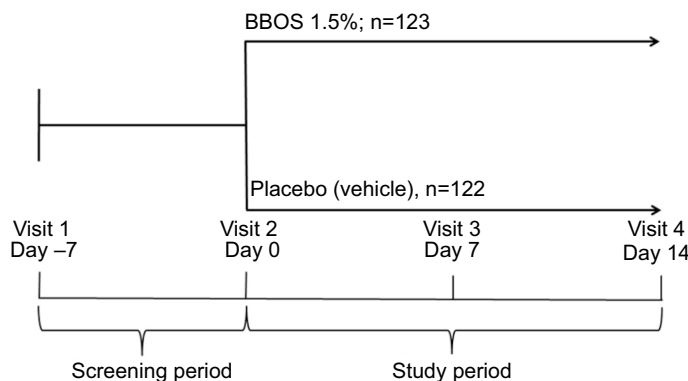 BBOS 1.5%; n=123
Placebo (vehicle), n=122
Visit 1
Day –7
Visit 2
Day 0
Visit 3
Day 7
Visit 4
Day 14
Screening period
Study period